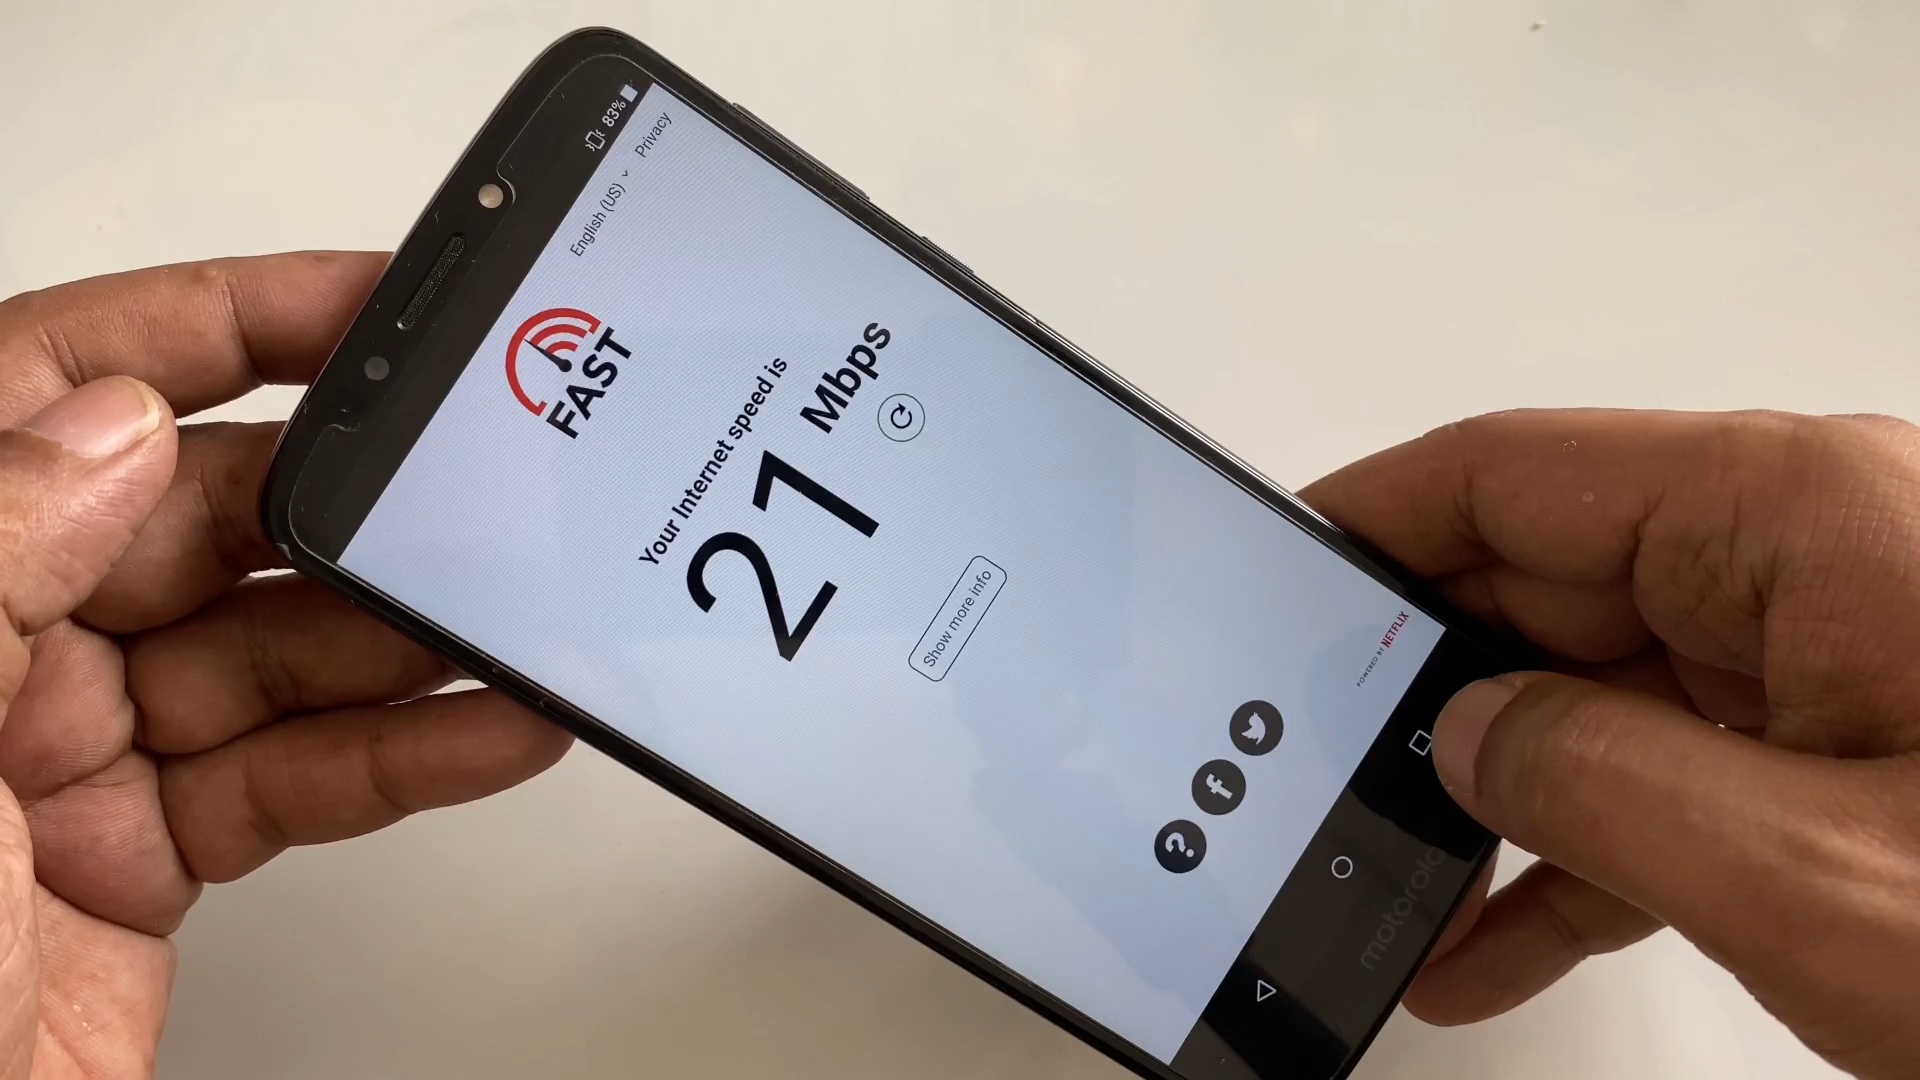 83%
English (US) Privacy
FAST
Your Internet speed is
21 Mbps
Show more info
POWERED BY NETFLIX
motorola